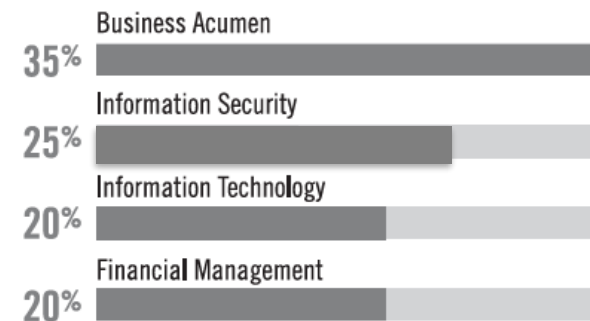 Business Acumen
35%
Information Security
25%
Information Technology
20%
Financial Management
20%